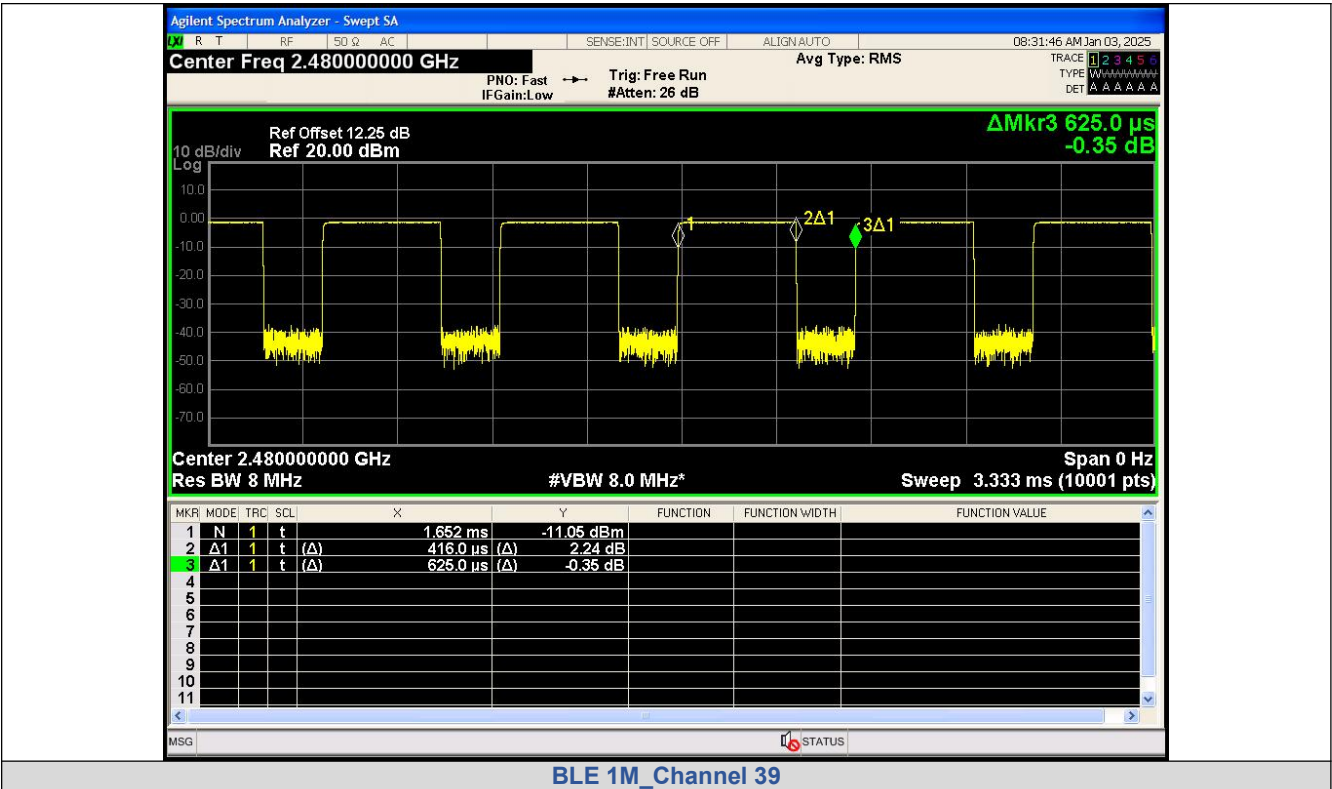 Agilent Spectrum Analyzer - Swept SA
LXI R T RF 50 Ω AC SENSE:INT SOURCE OFF ALIGN AUTO 08:31:46 AM Jan 03, 2025
Center Freq 2.480000000 GHz Avg Type: RMS TRACE 1 2 3 4 5 6
PNO: Fast Trig: Free Run TYPE W
IFGain:Low #Atten: 26 dB DET A A A A A A
ΔMkr3 625.0 µs
Ref Offset 12.25 dB
10 dB/div Ref 20.00 dBm -0.35 dB
Log
10.0
0.00
1 2Δ1 3Δ1
-10.0
-20.0
-30.0
-40.0
-50.0
-60.0
-70.0
Center 2.480000000 GHz Span 0 Hz
Res BW 8 MHz #VBW 8.0 MHz* Sweep 3.333 ms (10001 pts)
MKR MODE TRC SCL X Y FUNCTION FUNCTION WIDTH FUNCTION VALUE
1 N 1 t 1.652 ms -11.05 dBm
2 Δ1 1 t (Δ) 416.0 µs (Δ) 2.24 dB
3 Δ1 1 t (Δ) 625.0 µs (Δ) -0.35 dB
4
5
6
7
8
9
10
11
MSG STATUS
BLE 1M_Channel 39